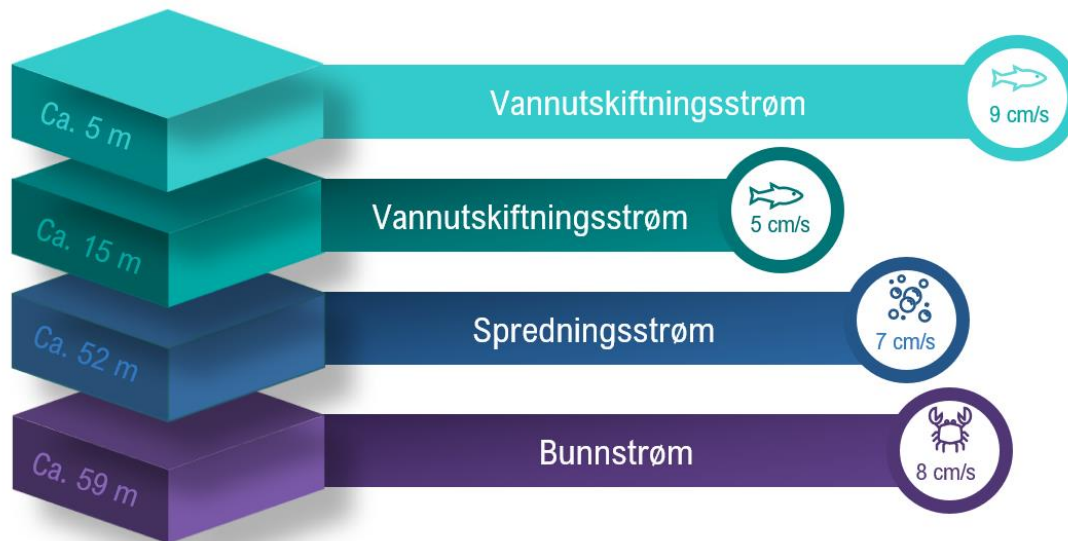 Ca. 5 m
Vannutskiftningsstrøm
9 cm/s
Ca. 15 m
Vannutskiftningsstrøm
5 cm/s
Ca. 52 m
Spredningsstrøm
7 cm/s
Ca. 59 m
Bunnstrøm
8 cm/s